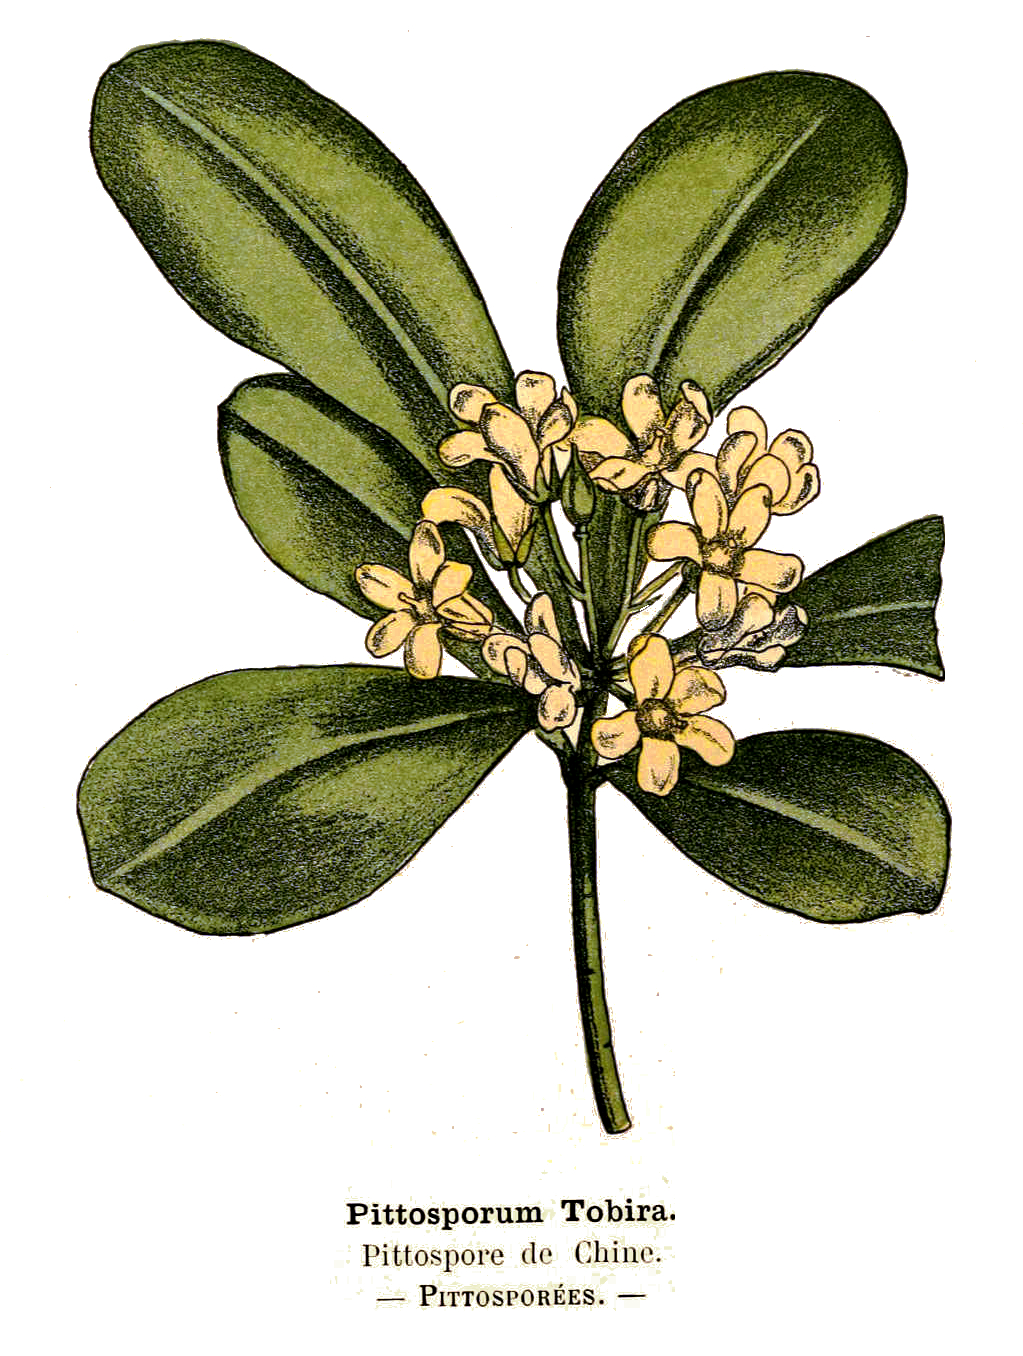 Pittosporum Tobira.
Pittospore de Chine.
— PITTOSPORÉES. —